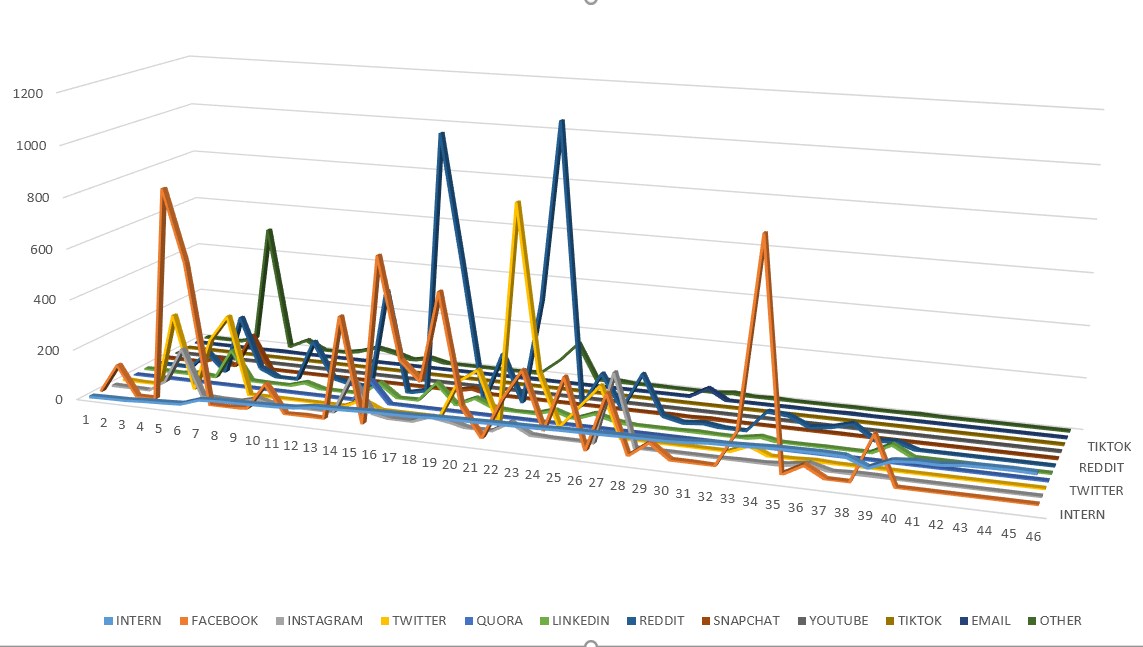 1200
1000
800
600
400
200
0
1 2 3 4 5 6 7 8 9 10 11 12 13 14 15 16 17 18 19 20 21 22 23 24 25 26 27 28 29 30 31 32 33 34 35 36 37 38 39 40 41 42 43 44 45 46
TIKTOK
REDDIT
TWITTER
INTERN
INTERN FACEBOOK INSTAGRAM TWITTER QUORA LINKEDIN REDDIT SNAPCHAT YOUTUBE TIKTOK EMAIL OTHER